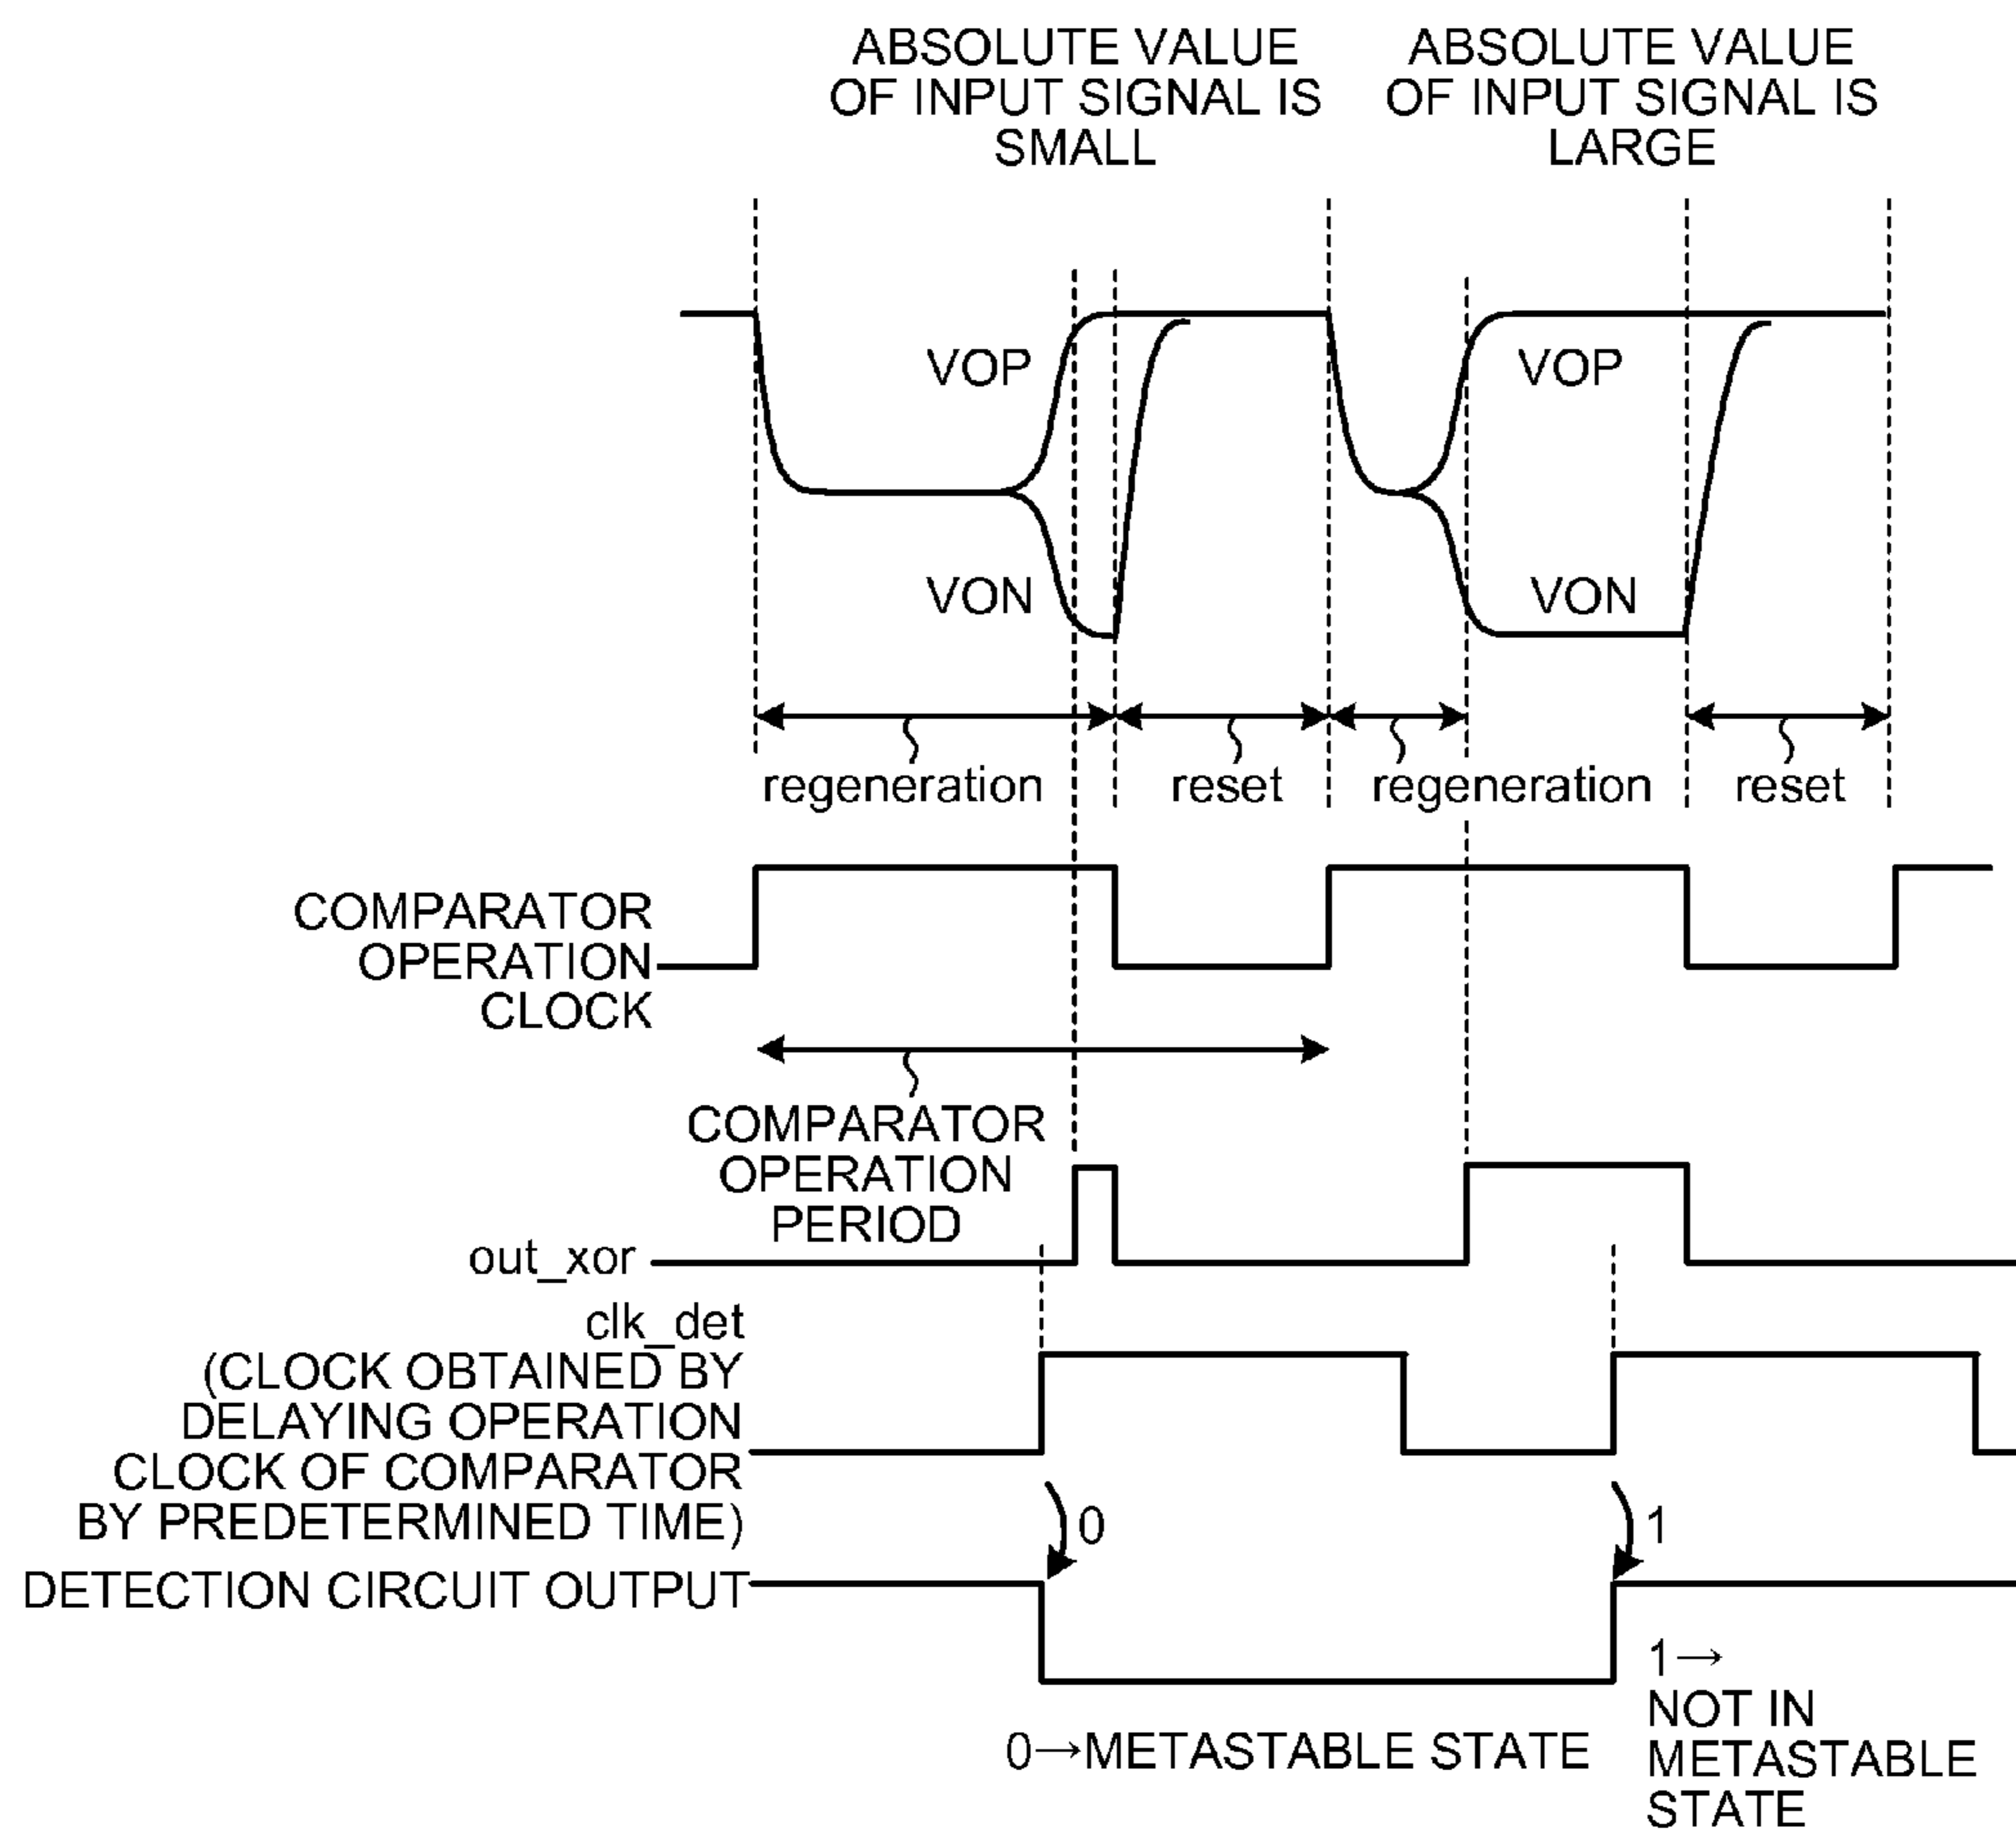 ABSOLUTE VALUE
OF INPUT SIGNAL IS
SMALL
ABSOLUTE VALUE
OF INPUT SIGNAL IS
LARGE
VOP
VOP
VON
VON
regeneration
reset
regeneration
reset
COMPARATOR
OPERATION
CLOCK
COMPARATOR
OPERATION
PERIOD
out_xor
clk_det
(CLOCK OBTAINED BY
DELAYING OPERATION
CLOCK OF COMPARATOR
BY PREDETERMINED TIME)
0
1
DETECTION CIRCUIT OUTPUT
0→METASTABLE STATE
1→
NOT IN
METASTABLE
STATE